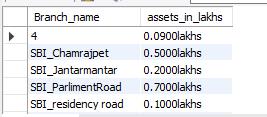 Branch_name assets_in_lakhs
4 0.0900lakhs
SBI_Chamrajpet 0.5000lakhs
SBI_Jantarmantar 0.2000lakhs
SBI_ParlimentRoad 0.7000lakhs
SBI_residency road 0.1000lakhs